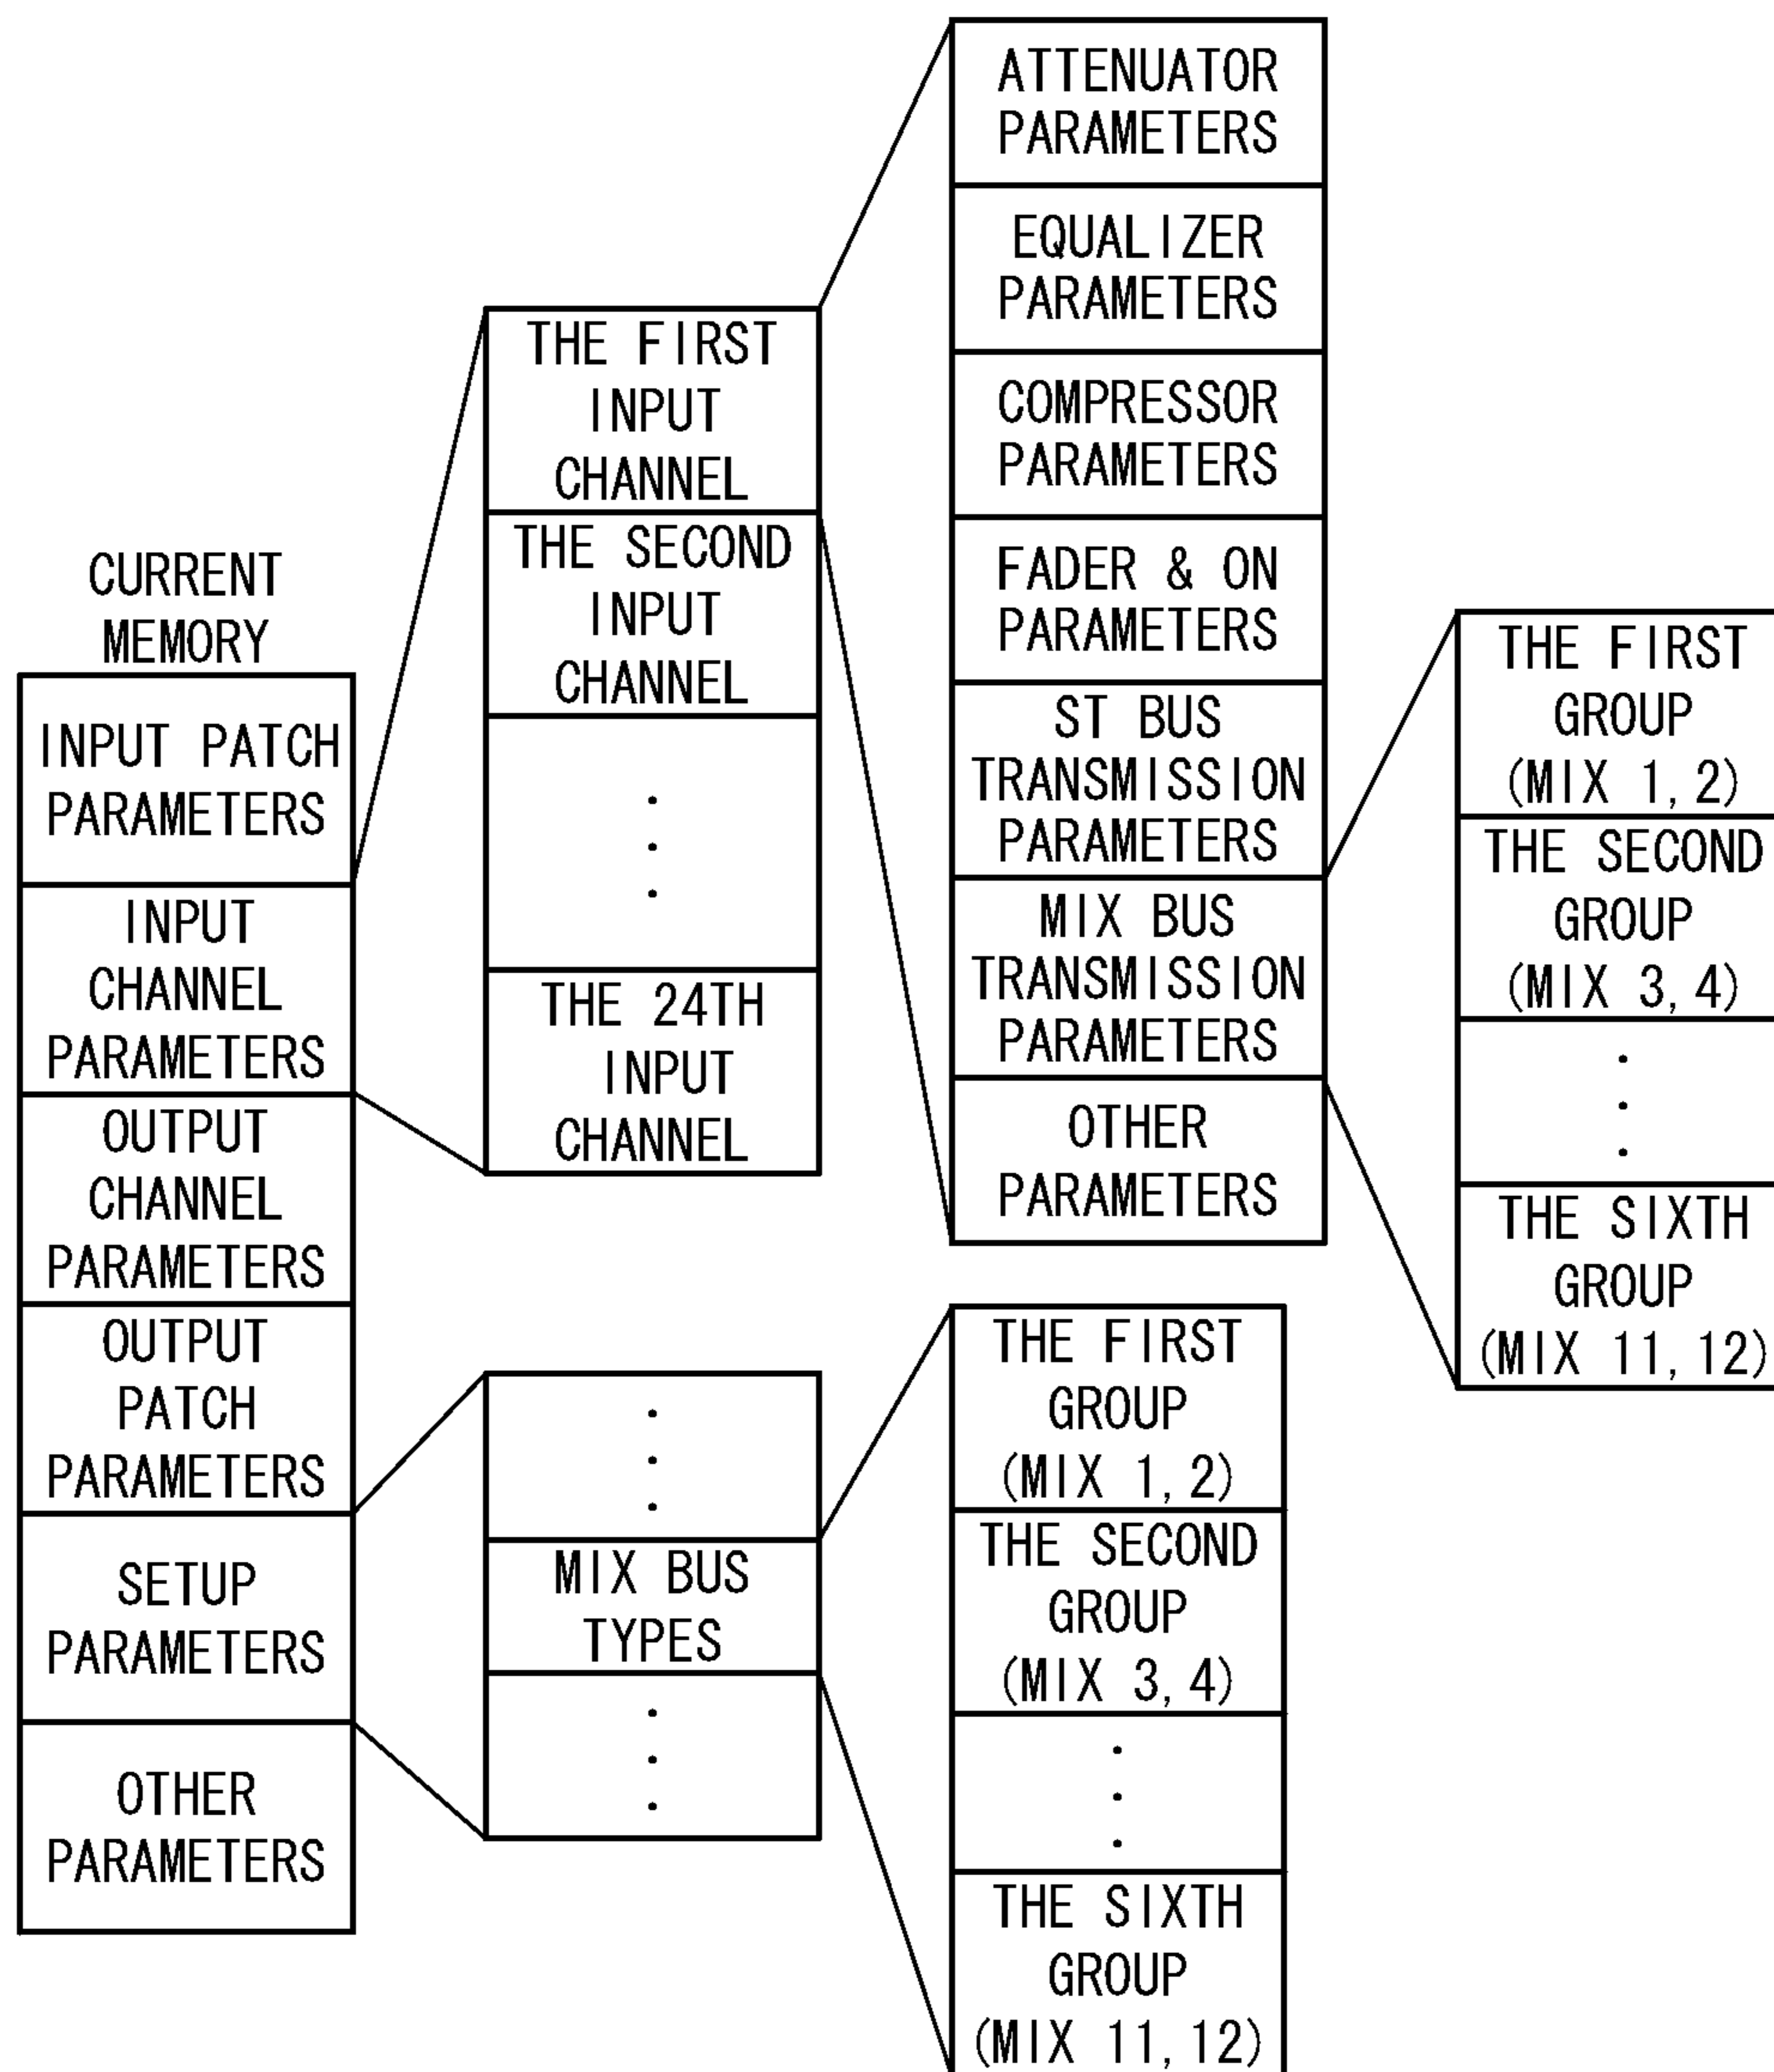 CURRENT
MEMORY
INPUT PATCH
PARAMETERS
INPUT
CHANNEL
PARAMETERS
OUTPUT
CHANNEL
PARAMETERS
OUTPUT
PATCH
PARAMETERS
SETUP
PARAMETERS
OTHER
PARAMETERS
THE FIRST
INPUT
CHANNEL
THE SECOND
INPUT
CHANNEL
THE 24TH
INPUT
CHANNEL
MIX BUS
TYPES
ATTENUATOR
PARAMETERS
EQUALIZER
PARAMETERS
COMPRESSOR
PARAMETERS
FADER & ON
PARAMETERS
ST BUS
TRANSMISSION
PARAMETERS
MIX BUS
TRANSMISSION
PARAMETERS
OTHER
PARAMETERS
THE FIRST
GROUP
(MIX 1,2)
THE SECOND
GROUP
(MIX 3,4)
THE SIXTH
GROUP
(MIX 11,12)
THE FIRST
GROUP
(MIX 1,2)
THE SECOND
GROUP
(MIX 3,4)
THE SIXTH
GROUP
(MIX 11,12)